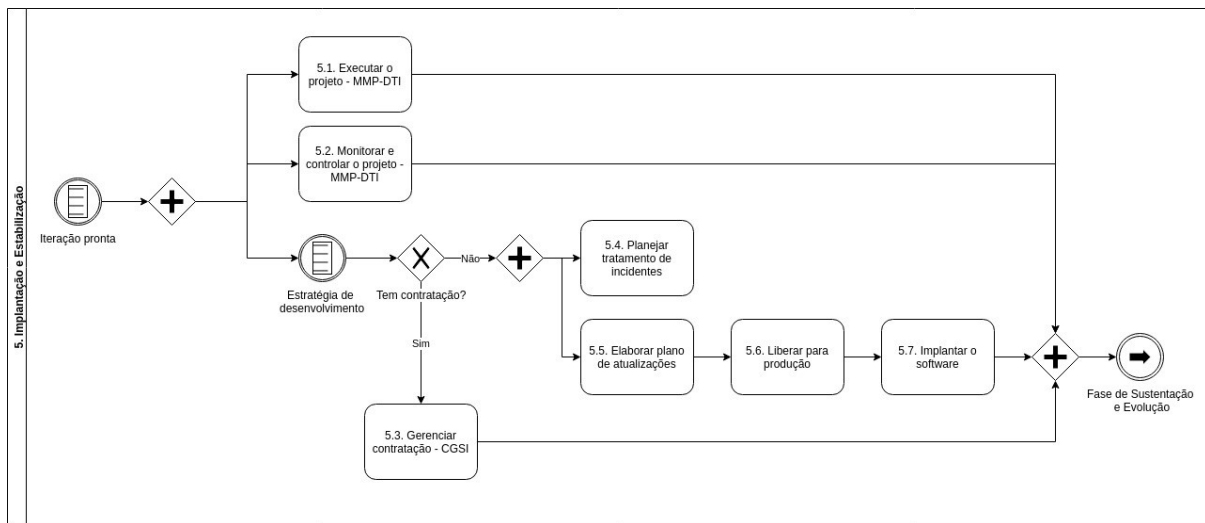 5. Implantação e Estabilização
5.1. Executar o
projeto - MMP-DTI
5.2. Monitorar e
controlar o projeto -
MMP-DTI
Iteração pronta
Estratégia de
desenvolvimento
Tem contratação?
Não
Sim
5.4. Planejar
tratamento de
incidentes
5.5. Elaborar plano
de atualizações
5.6. Liberar para
produção
5.7. Implantar o
software
Fase de Sustentação
e Evolução
5.3. Gerenciar
contratação - CGSI